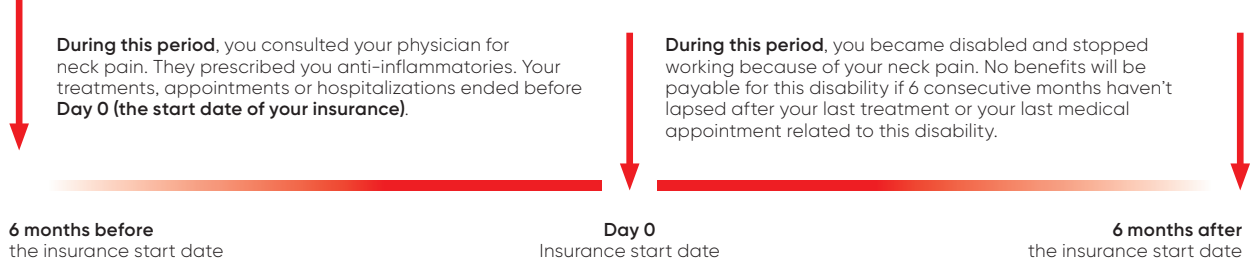 During this period, you consulted your physician for
neck pain. They prescribed you anti-inflammatories. Your
treatments, appointments or hospitalizations ended before
Day 0 (the start date of your insurance).
During this period, you became disabled and stopped
working because of your neck pain. No benefits will be
payable for this disability if 6 consecutive months haven’t
lapsed after your last treatment or your last medical
appointment related to this disability.
6 months before
the insurance start date
Day 0
Insurance start date
6 months after
the insurance start date